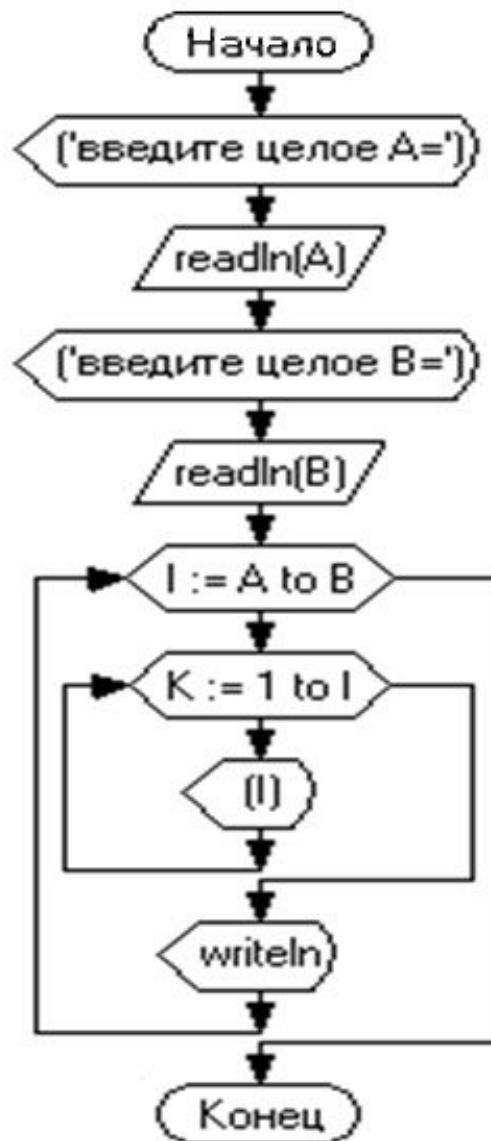 Начало
('введите целое A=')
readln(A)
('введите целое B=')
readln(B)
I := A to B
K := 1 to I
(I)
writeln
Конец